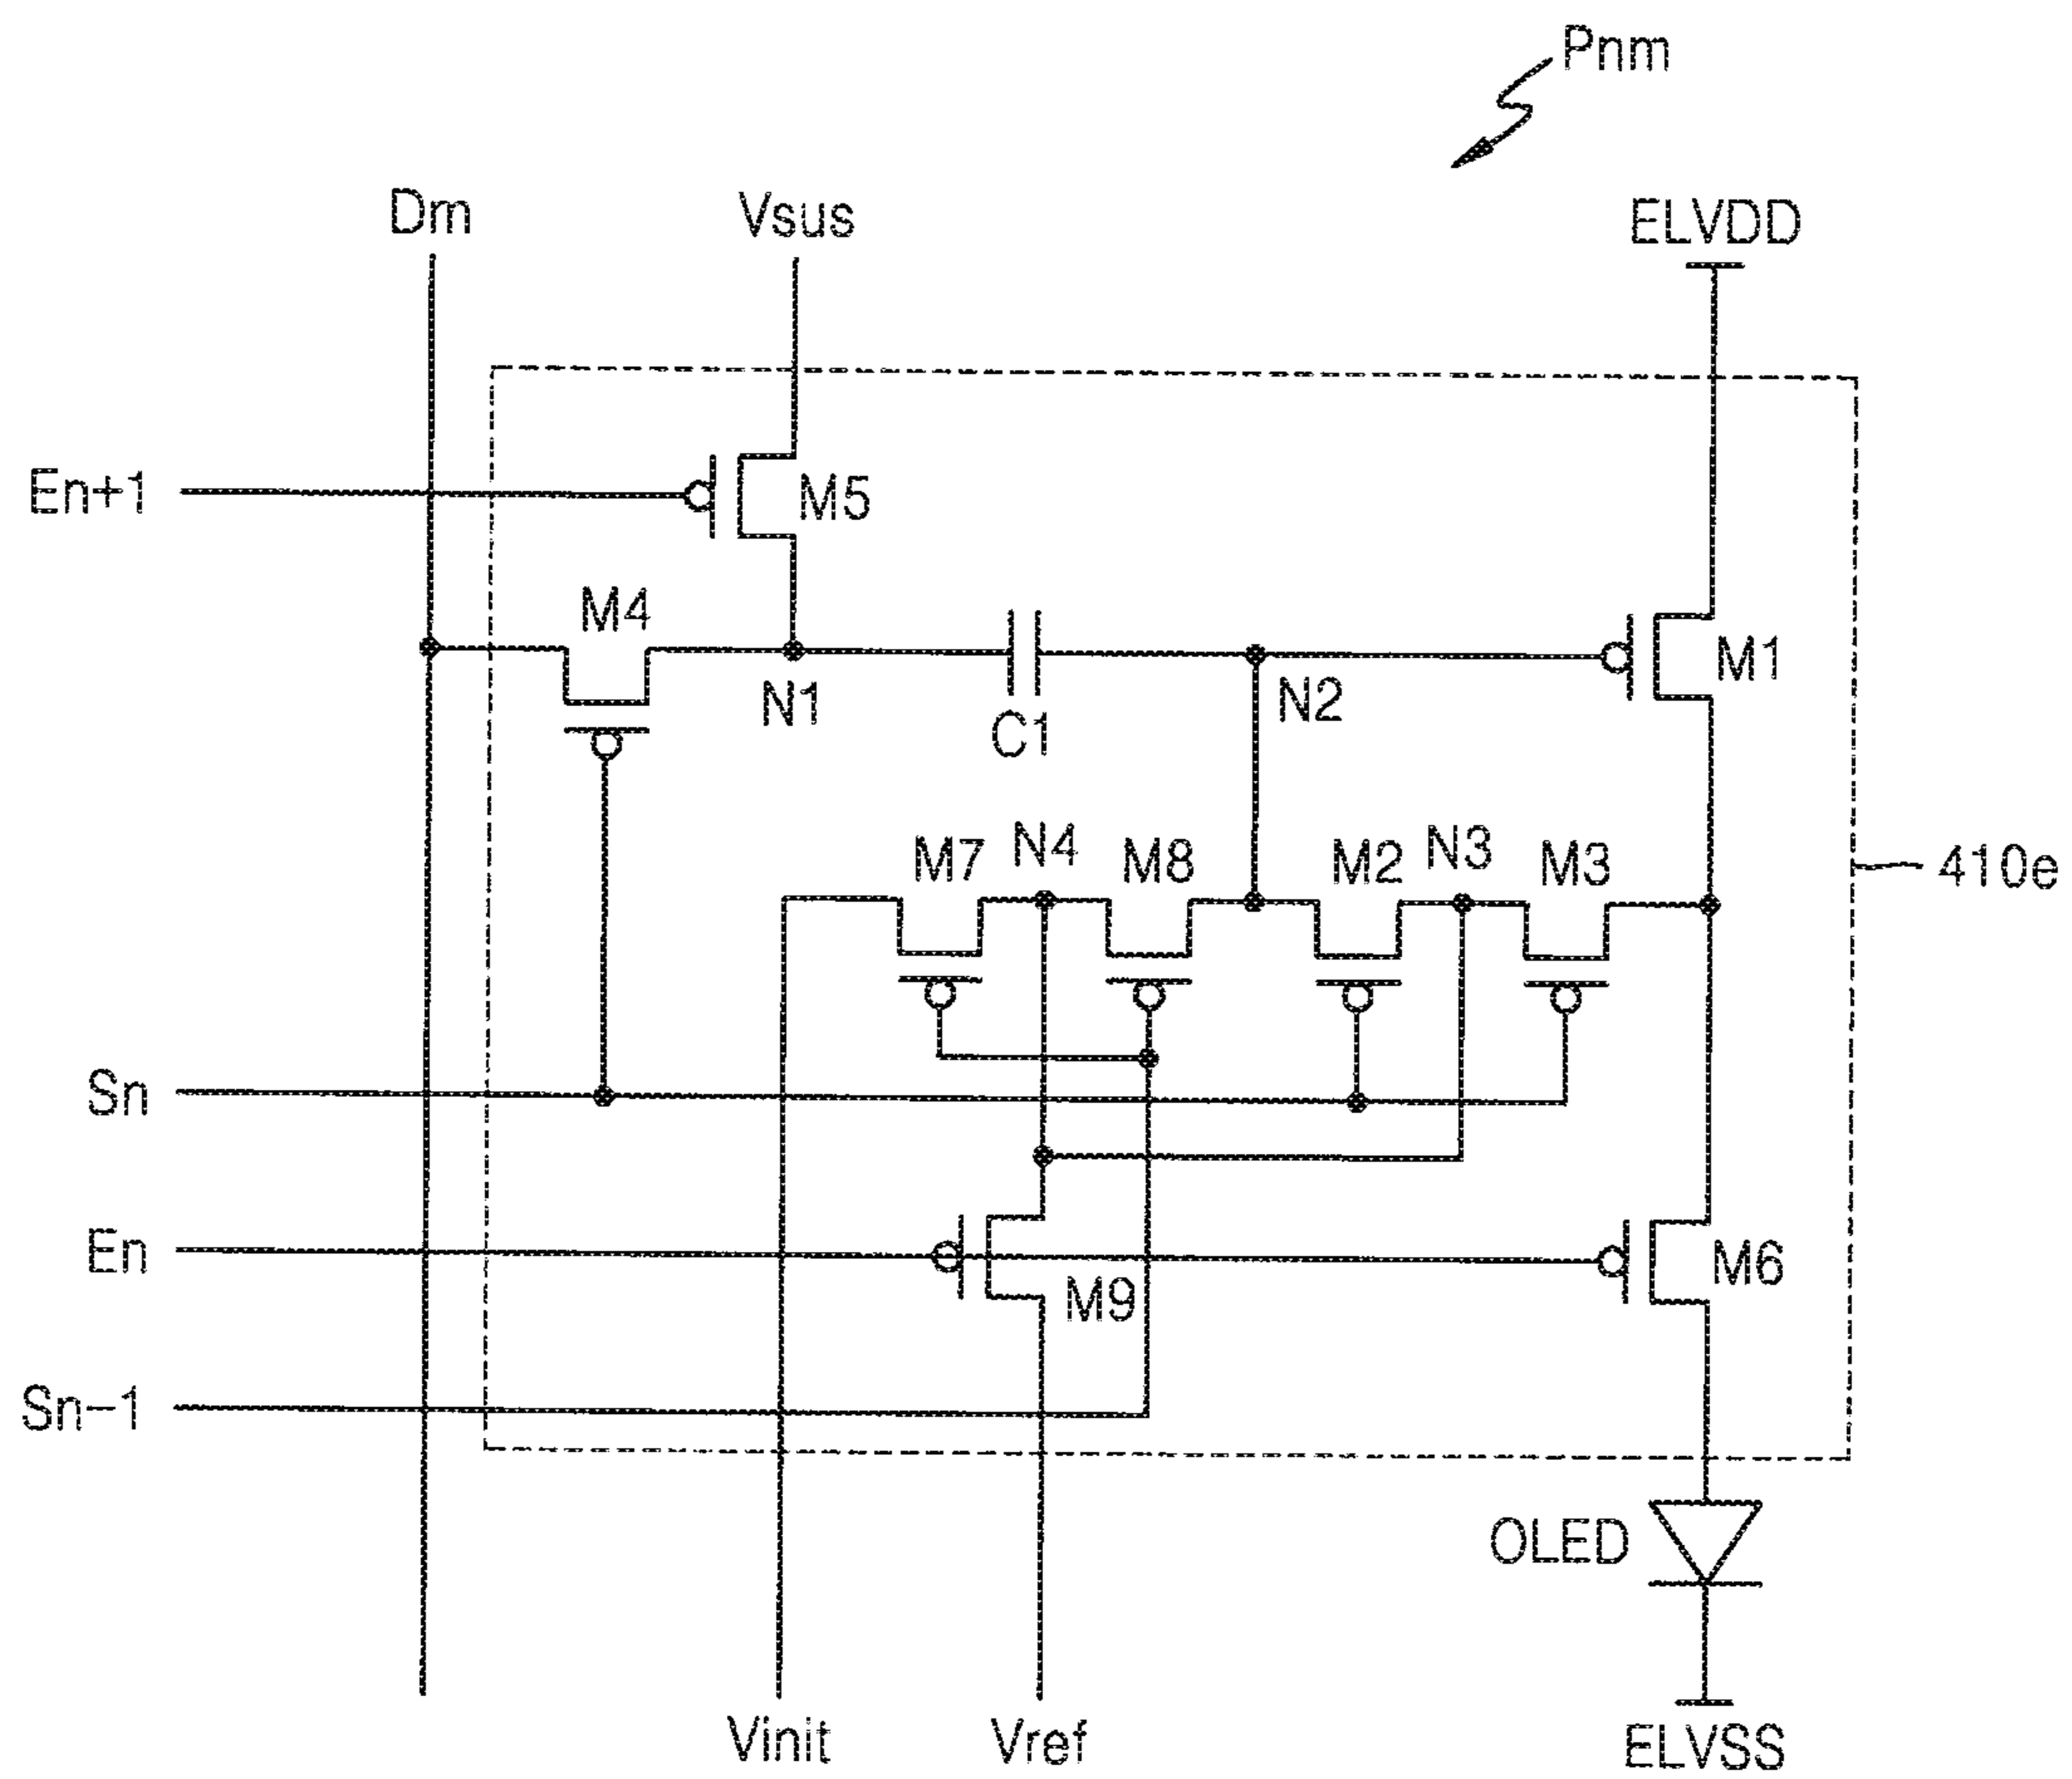 Pnm
Dm
Vsus
ELVDD
En+1
M5
M4
M1
N1
N2
C1
M7
N4
M8
M2
N3
M3
410e
Sn
En
M9
M6
Sn-1
OLED
Vinit
Vref
ELVSS